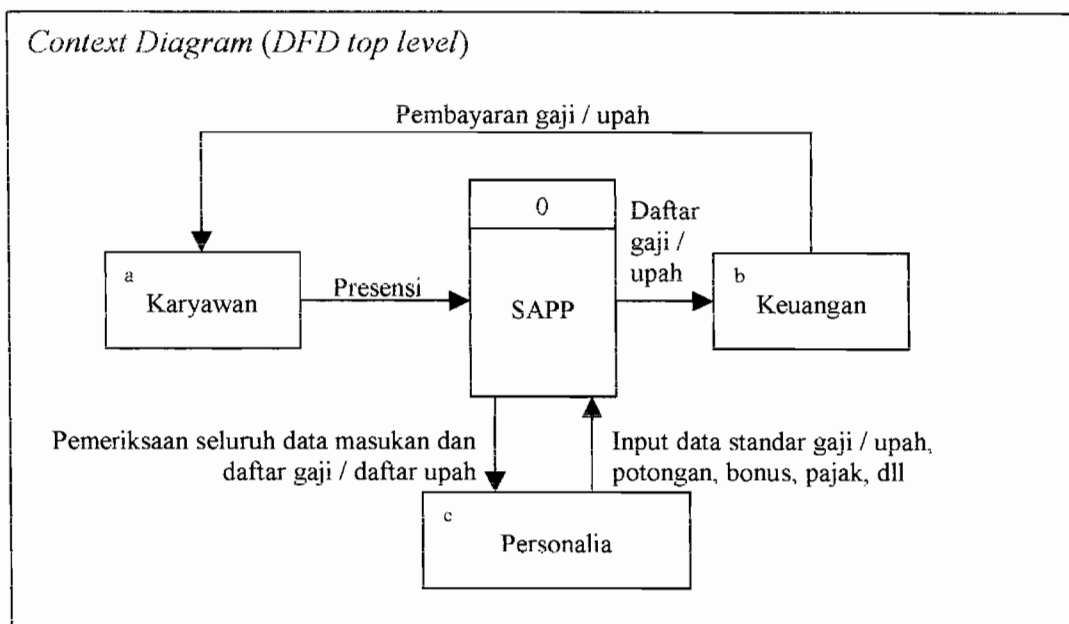 Context Diagram (DFD top level)
Pembayaran gaji / upah
0
Daftar
gaji /
upah
a
Karyawan
Presensi
SAPP
b
Keuangan
Pemeriksaan seluruh data masukan dan
daftar gaji / daftar upah
Input data standar gaji / upah,
potongan, bonus, pajak, dll
c
Personalia